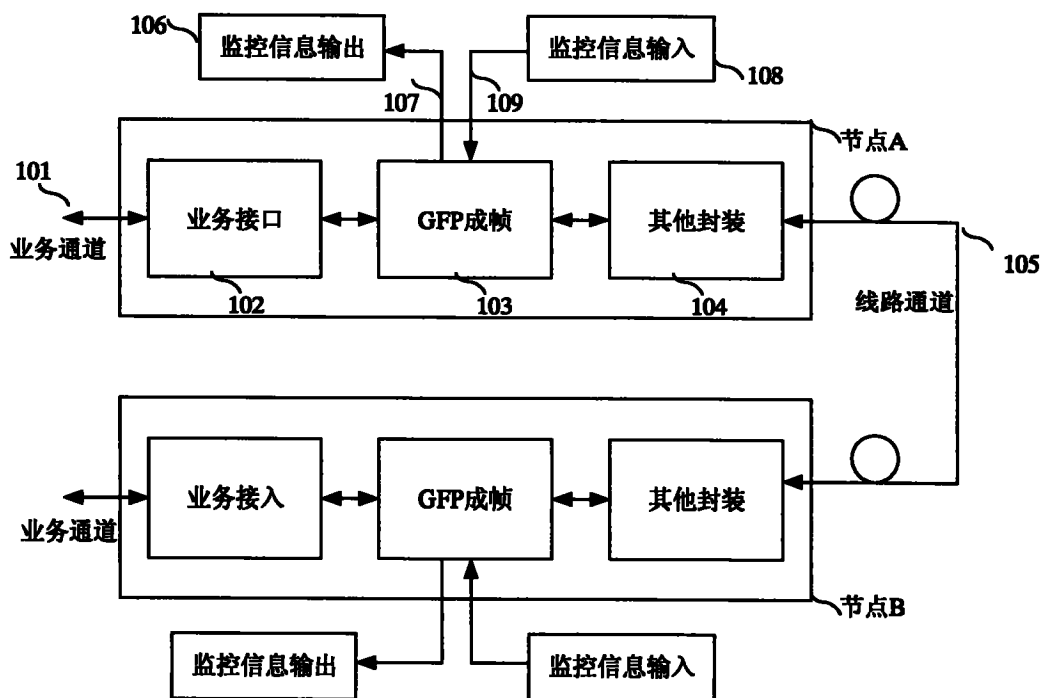 106
监控信息输出
监控信息输入
108
107
109
节点A
101
业务通道
业务接口
GFP成帧
其他封装
102
103
104
105
线路通道
业务通道
业务接入
GFP成帧
其他封装
节点B
监控信息输出
监控信息输入